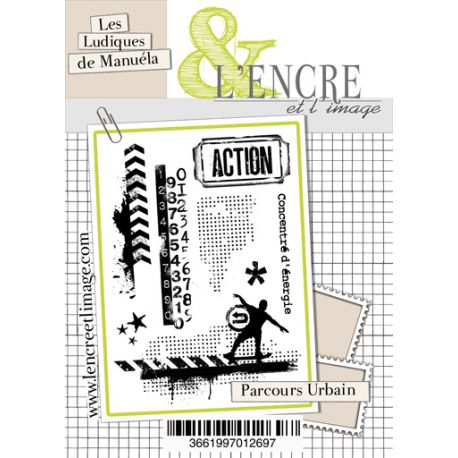 Les
Ludiques
de Manuéla
&
L'ENCRE
et l'image
ACTION
Concentré d'énergie
www.lencreetlimage.com
Parcours Urbain
3661997012697